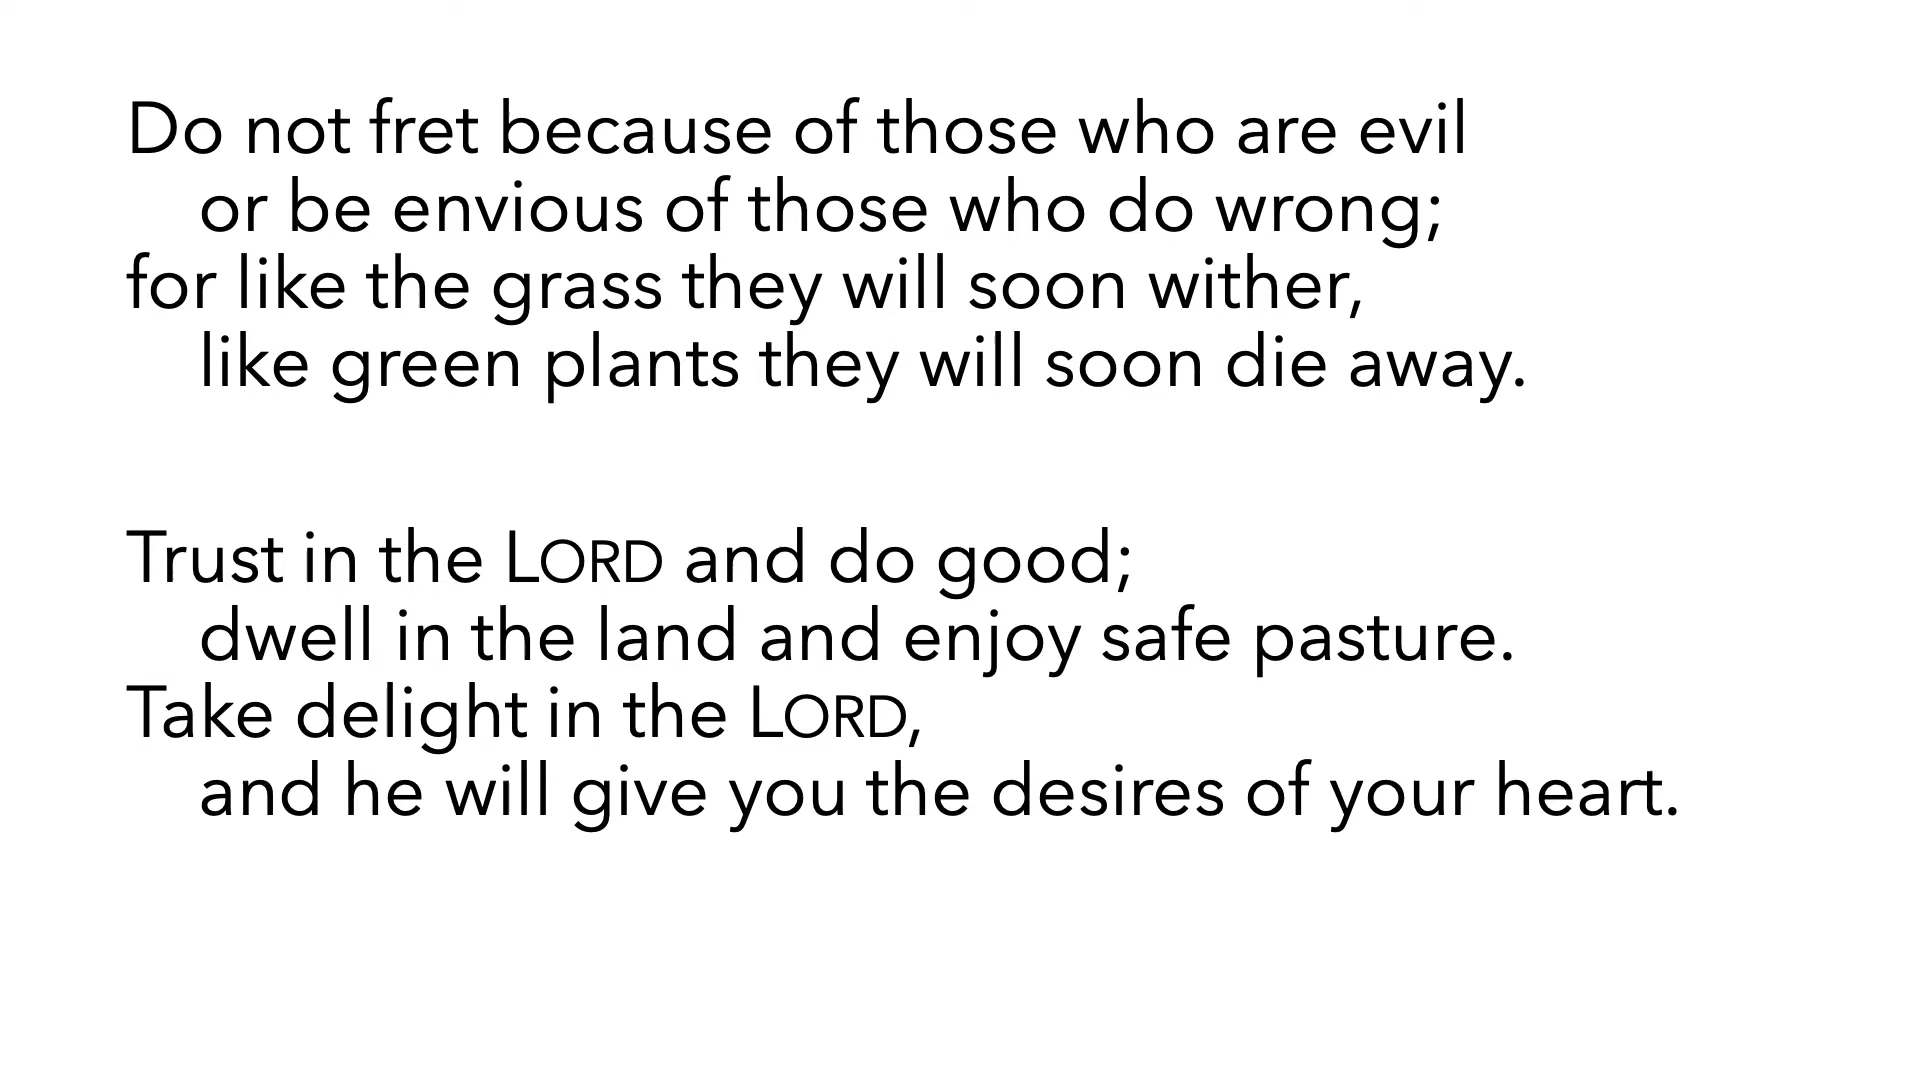 Do not fret because of those who are evil
or be envious of those who do wrong;
for like the grass they will soon wither,
like green plants they will soon die away.
Trust in the LORD and do good;
dwell in the land and enjoy safe pasture.
Take delight in the LORD,
and he will give you the desires of your heart.